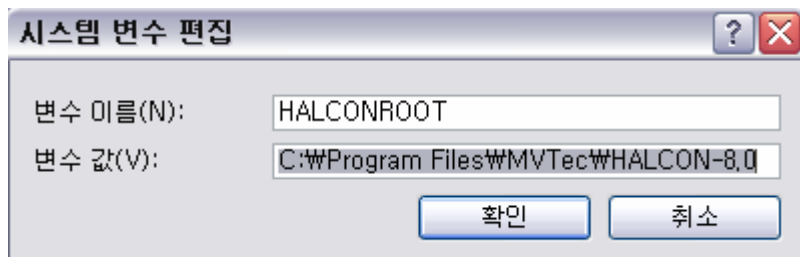 시스템 변수 편집
변수 이름(N): HALCONROOT
변수 값(V): C:₩Program Files₩MVTec₩HALCON-8.0
확인 취소